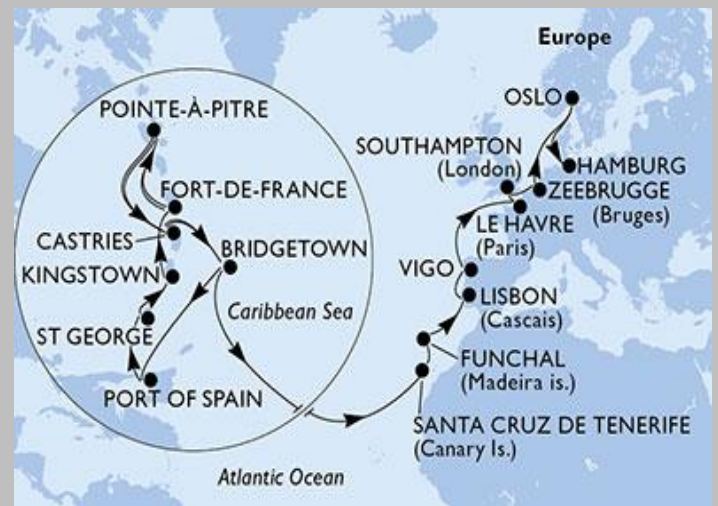 Europe
OSLO
POINTE-À-PITRE
SOUTHAMPTON
(London)
HAMBURG
ZEEBRUGGE
(Bruges)
FORT-DE-FRANCE
LE HAVRE
(Paris)
CASTRIES
BRIDGETOWN
KINGSTOWN
VIGO
LISBON
(Cascais)
Caribbean Sea
ST GEORGE
FUNCHAL
(Madeira is.)
PORT OF SPAIN
SANTA CRUZ DE TENERIFE
(Canary Is.)
Atlantic Ocean